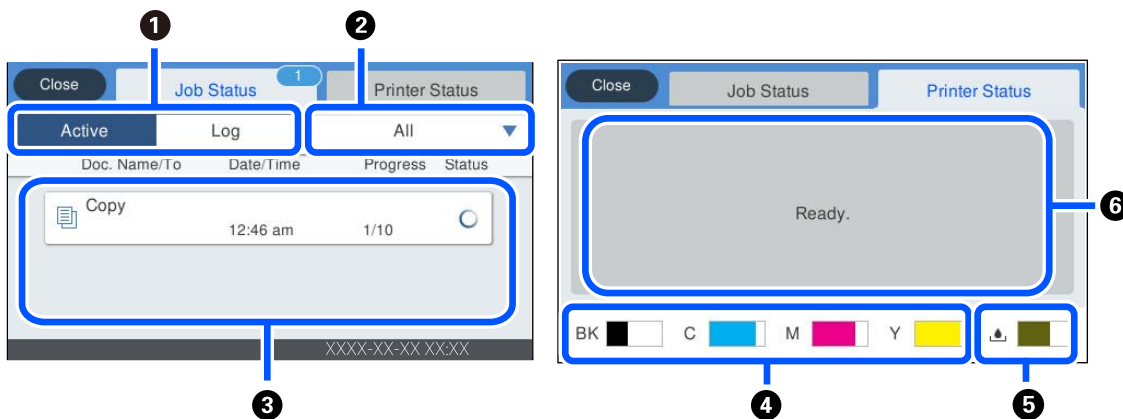 1
2
Close
Job Status
1
Printer Status
Active
Log
All
Doc. Name/To
Date/Time
Progress
Status
Copy
12:46 am
1/10
XXXX-XX-XX XX:XX
3
Close
Job Status
Printer Status
Ready.
6
BK
C
M
Y
4
5